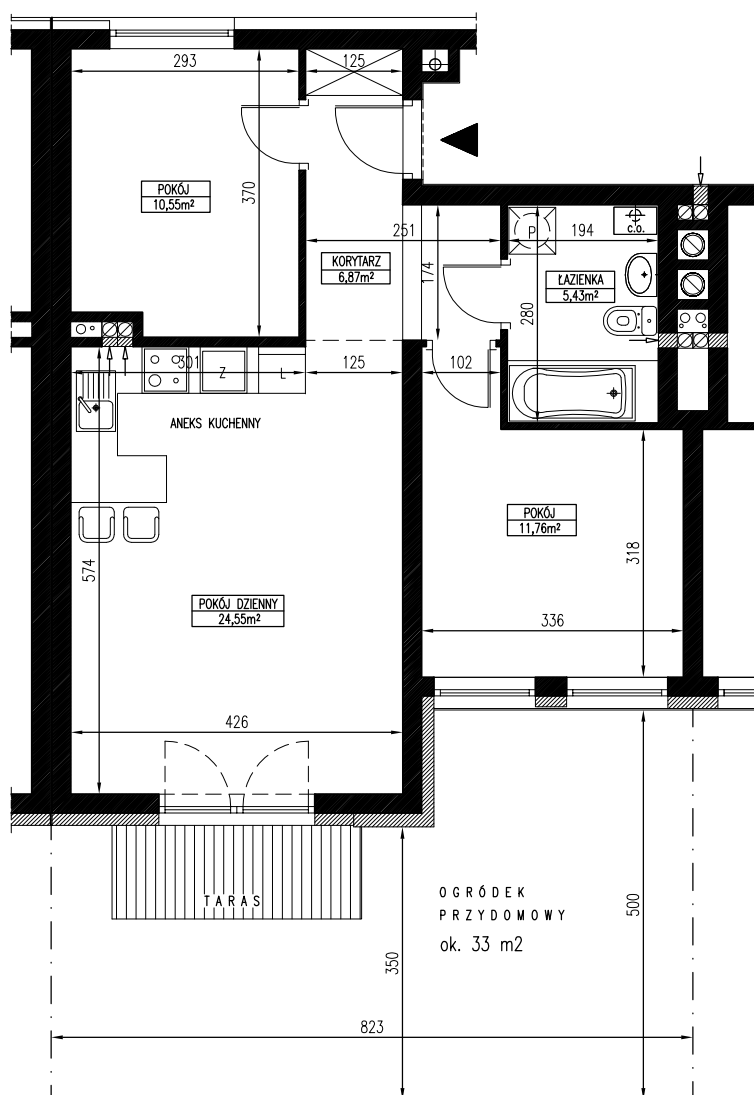 293
125
370
POKÓJ
10,55m²
251
174
KORYTARZ
6,87m²
P
c.o.
194
ŁAZIENKA
5,43m²
280
301
Z
L
125
102
ANEKS KUCHENNY
POKÓJ
11,76m²
318
336
574
POKÓJ DZIENNY
24,55m²
426
TARAS
OGRÓDEK
PRZYDOMOWY
ok. 33 m2
500
350
823